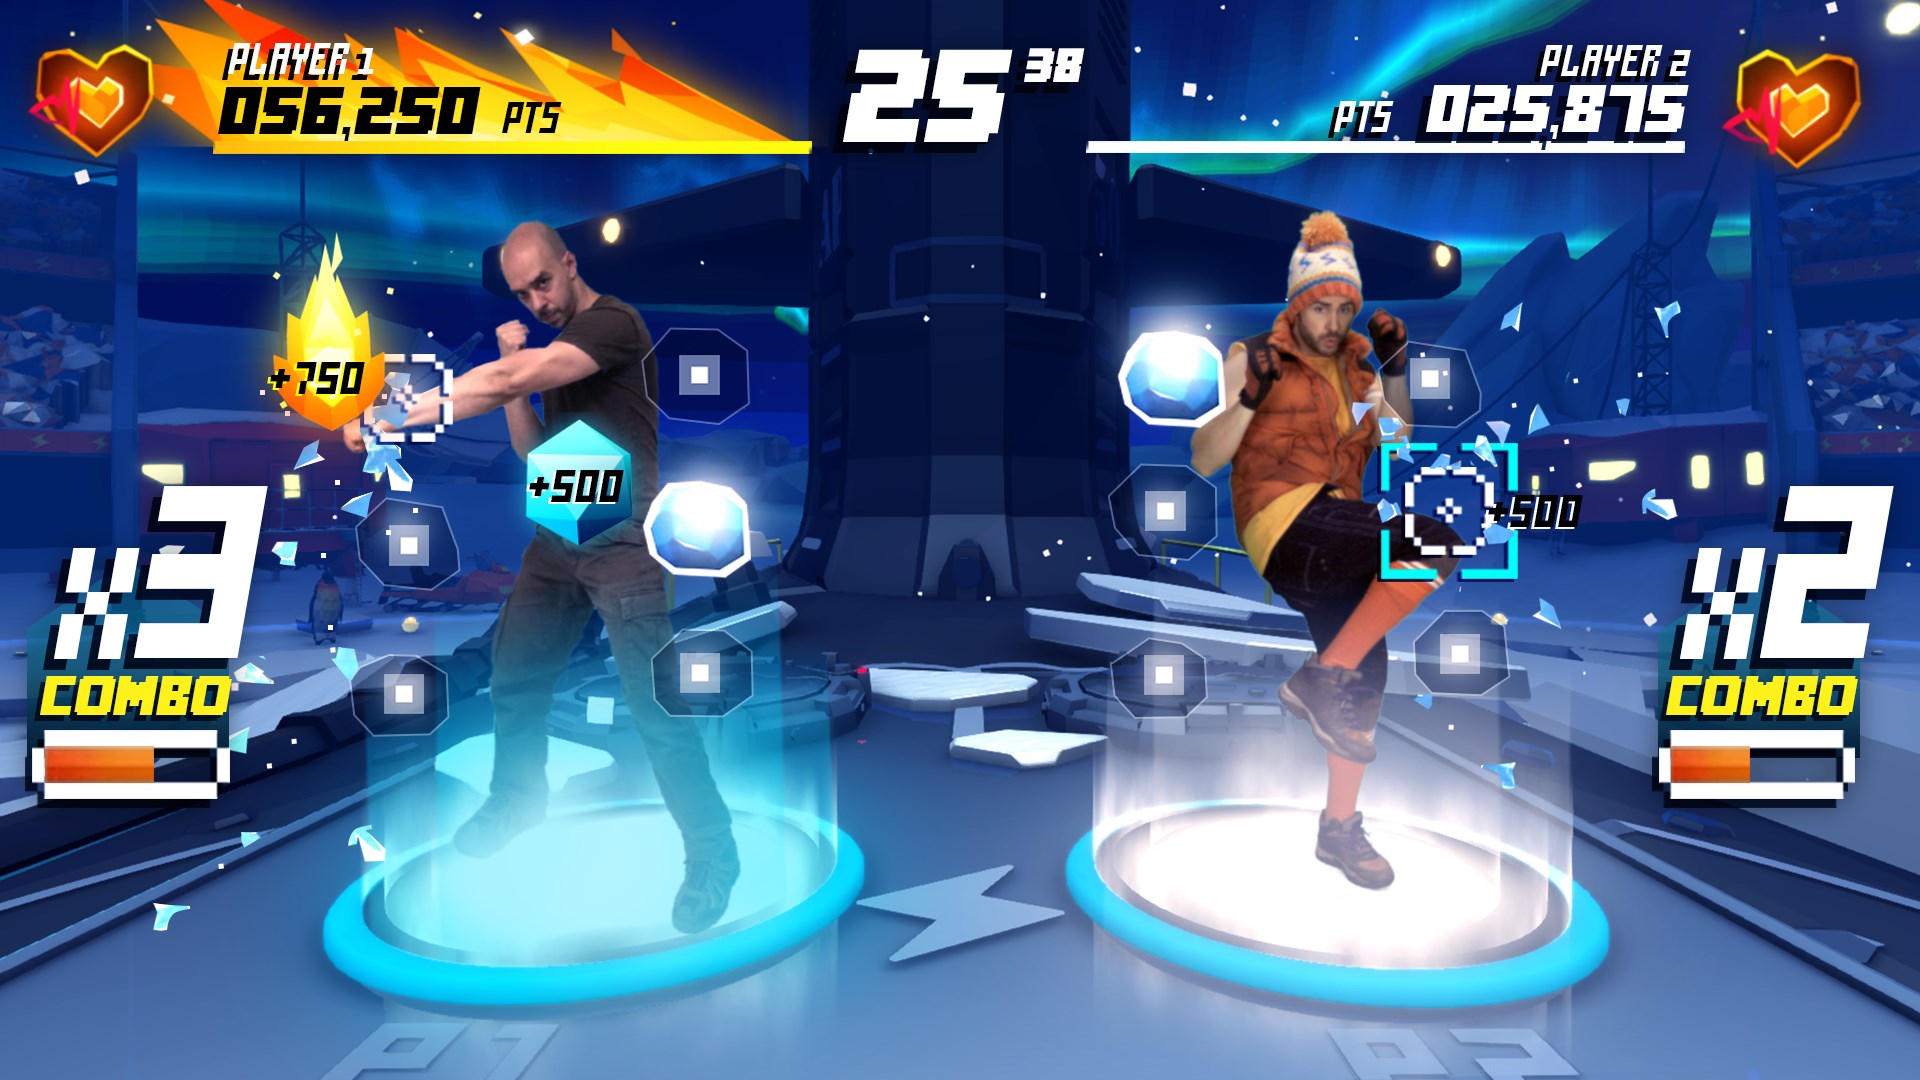 PLAYER 1
056,250 PTS
25 38
PLAYER 2
PTS 025,875
+750
+500
+500
x3
COMBO
x2
COMBO
P1
P2